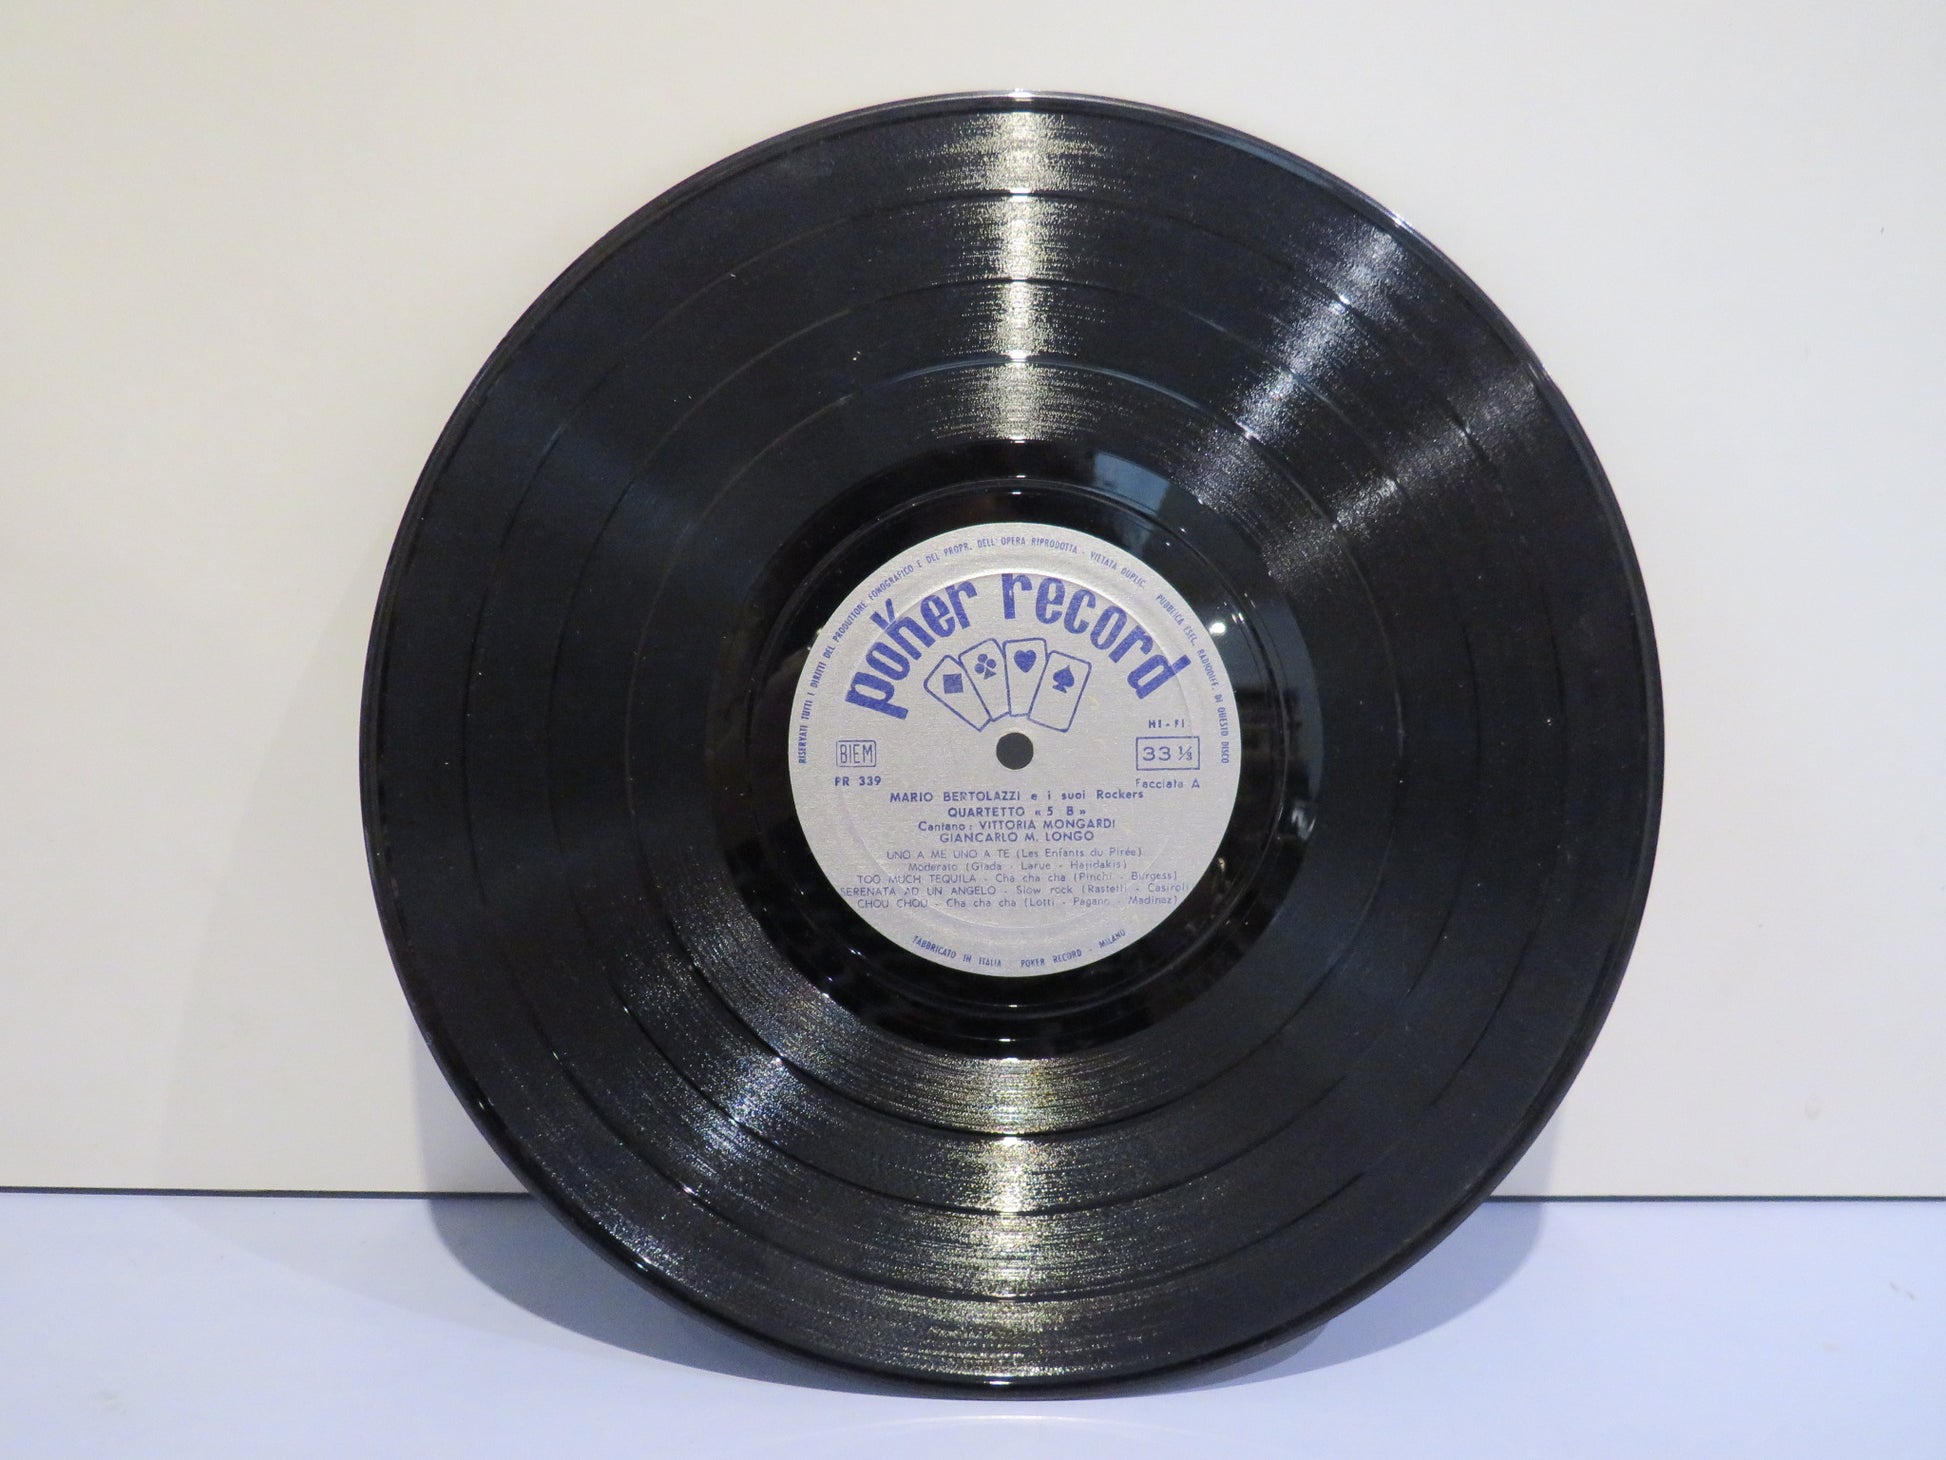 RISERVATI TUTTI I DIRITTI DEL PRODUTTORE FONOGRAFICO E DEL PROPR. DELL'OPERA RIPRODOTTA - VIETATA DUPLIC. PUBBLICA ESEC. RADIODIFF. DI QUESTO DISCO
poker record
HI-FI
BIEM
33 1/3
PR 339
Facciata A
MARIO BERTOLAZZI e i suoi Rockers
QUARTETTO « 5 B »
Cantano : VITTORIA MONGARDI
GIANCARLO M. LONGO
UNO A ME UNO A TE (Les Enfants du Pirée)
Moderato (Giada - Larue - Hajidakis)
TOO MUCH TEQUILA - Cha cha cha (Pinchi - Burgess)
SERENATA AD UN ANGELO - Slow rock (Rastelli - Casiroli
CHOU CHOU - Cha cha cha (Lotti - Pagano - Madinez)
FABBRICATO IN ITALIA POKER RECORD - MILANO